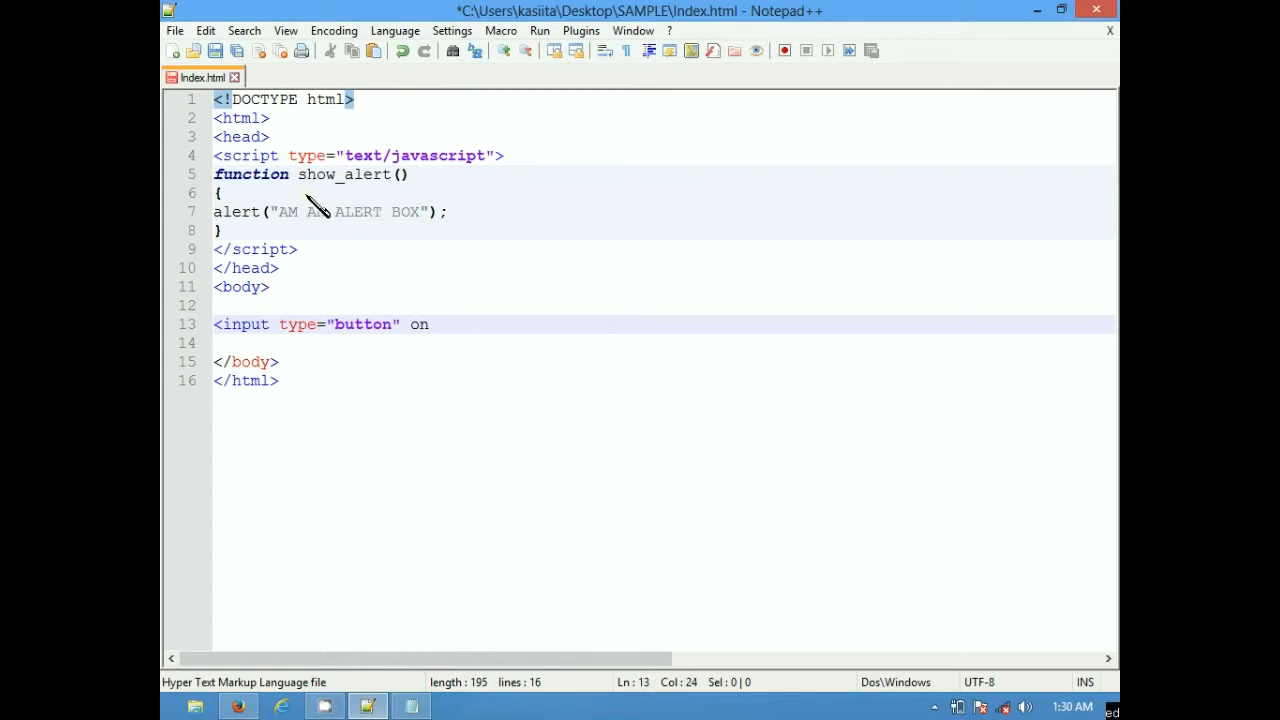 *C:\Users\kasiita\Desktop\SAMPLE\Index.html - Notepad++
File Edit Search View Encoding Language Settings Macro Run Plugins Window ? X
Index.html
1 <!DOCTYPE html>
2 <html>
3 <head>
4 <script type="text/javascript">
5 function show_alert()
6 {
7 alert("AM AN ALERT BOX");
8 }
9 </script>
10 </head>
11 <body>
12
13 <input type="button" on
14
15 </body>
16 </html>
Hyper Text Markup Language file length : 195 lines : 16 Ln : 13 Col : 24 Sel : 0 | 0 Dos\Windows UTF-8 INS
1:30 AM
ed